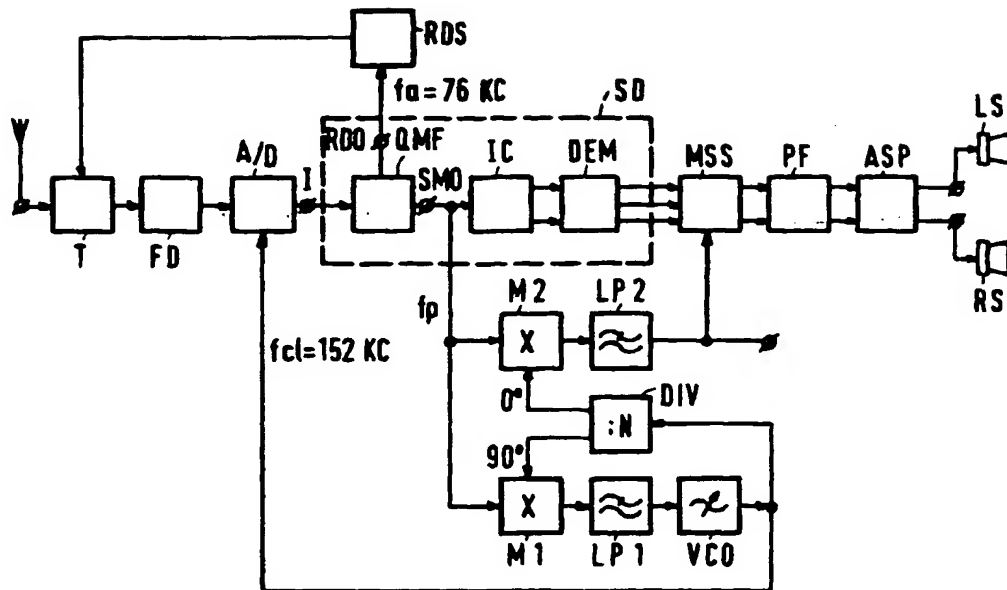 RDS
fa = 76 KC
SD
LS
RDO QMF
A/D
I
SMO
IC
DEM
MSS
PF
ASP
T
FD
RS
fp
M2
LP2
fcl=152 KC
X
0°
DIV
:N
90°
X
M1
LP1
VCO